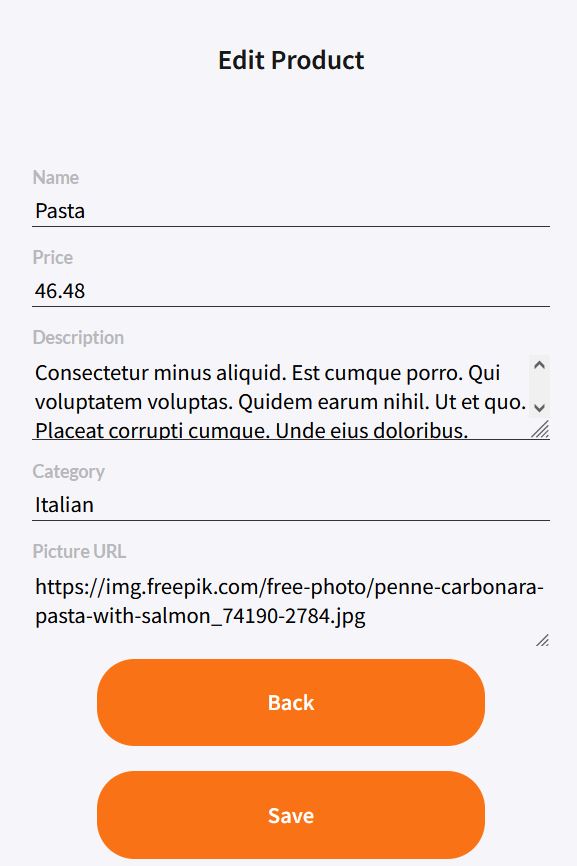 Edit Product
Name
Pasta
Price
46.48
Description
Consectetur minus aliquid. Est cumque porro. Qui
voluptatem voluptas. Quidem earum nihil. Ut et quo.
Placeat corrupti cumque. Unde eius doloribus.
Category
Italian
Picture URL
https://img.freepik.com/free-photo/penne-carbonara-
pasta-with-salmon_74190-2784.jpg
Back
Save